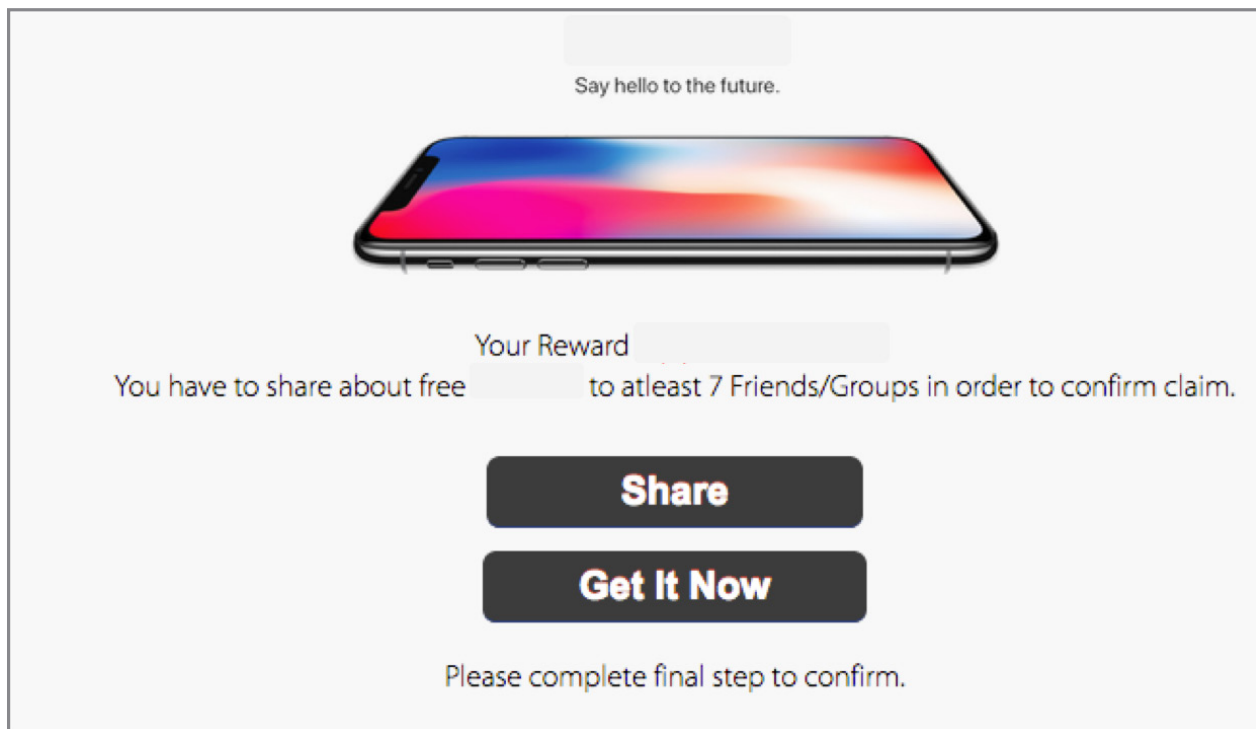 Say hello to the future.
Your Reward
You have to share about free to atleast 7 Friends/Groups in order to confirm claim.
Share
Get It Now
Please complete final step to confirm.